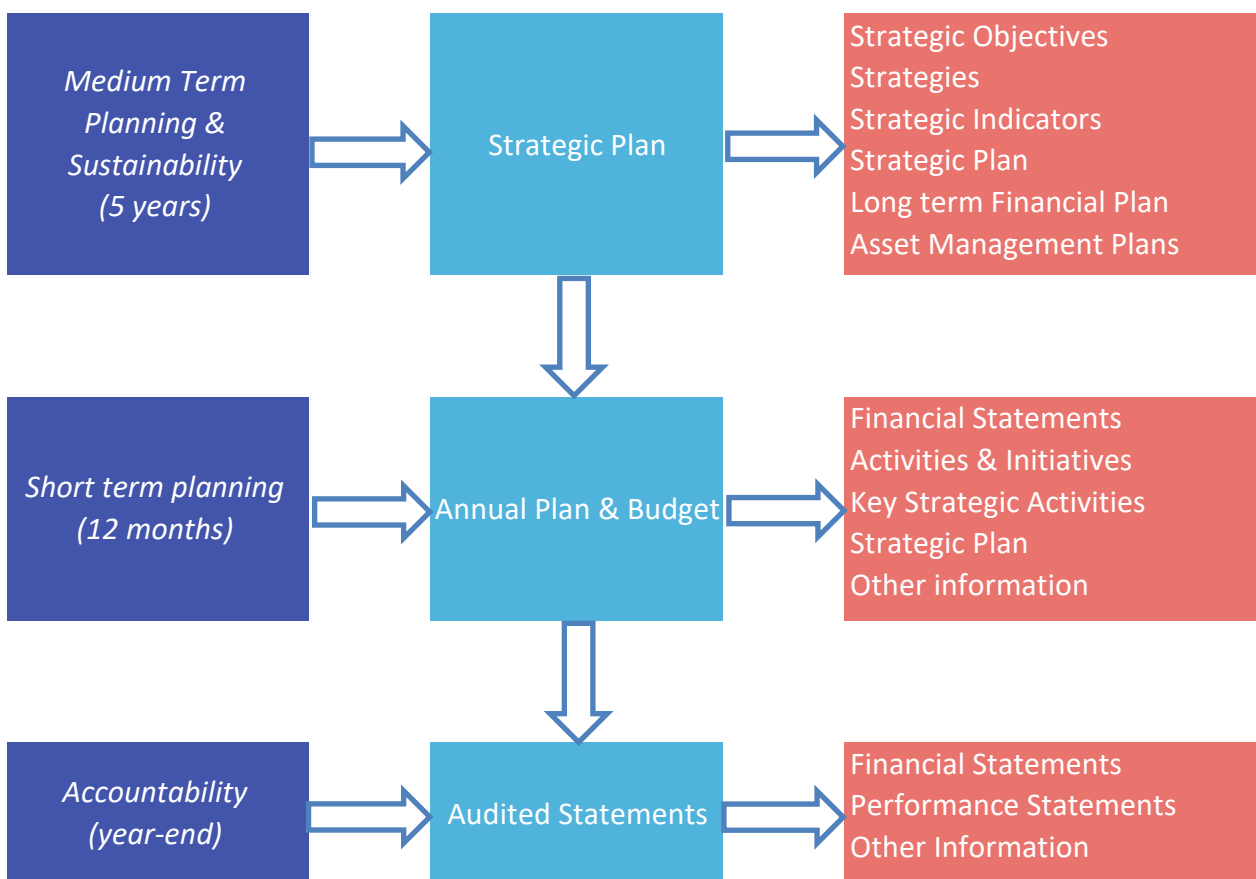 Medium Term
Planning &
Sustainability
(5 years)
Strategic Plan
Strategic Objectives
Strategies
Strategic Indicators
Strategic Plan
Long term Financial Plan
Asset Management Plans
Short term planning
(12 months)
Annual Plan & Budget
Financial Statements
Activities & Initiatives
Key Strategic Activities
Strategic Plan
Other information
Accountability
(year-end)
Audited Statements
Financial Statements
Performance Statements
Other Information